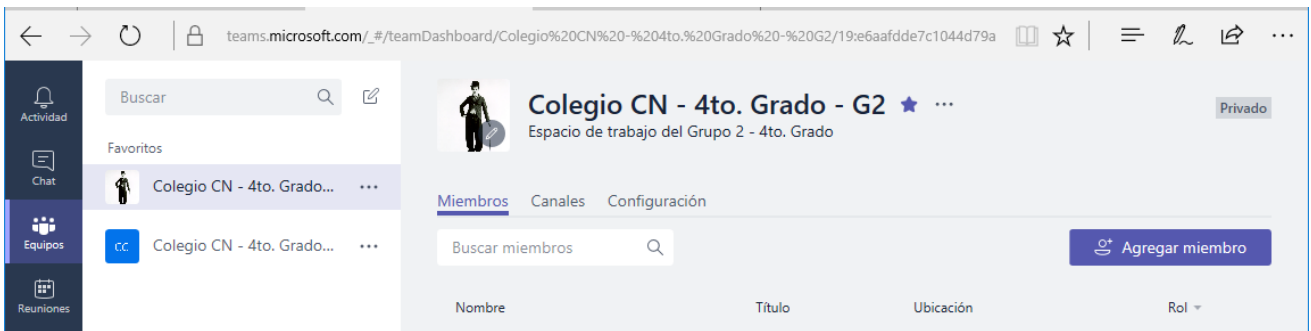 teams.microsoft.com/_#/teamDashboard/Colegio%20CN%20-%204to.%20Grado%20-%20G2/19:e6aafdde7c1044d79a
Actividad
Chat
Equipos
Reuniones
Buscar
Favoritos
Colegio CN - 4to. Grado...
CC Colegio CN - 4to. Grado...
Colegio CN - 4to. Grado - G2
Privado
Espacio de trabajo del Grupo 2 - 4to. Grado
Miembros Canales Configuración
Buscar miembros
Agregar miembro
Nombre Título Ubicación Rol